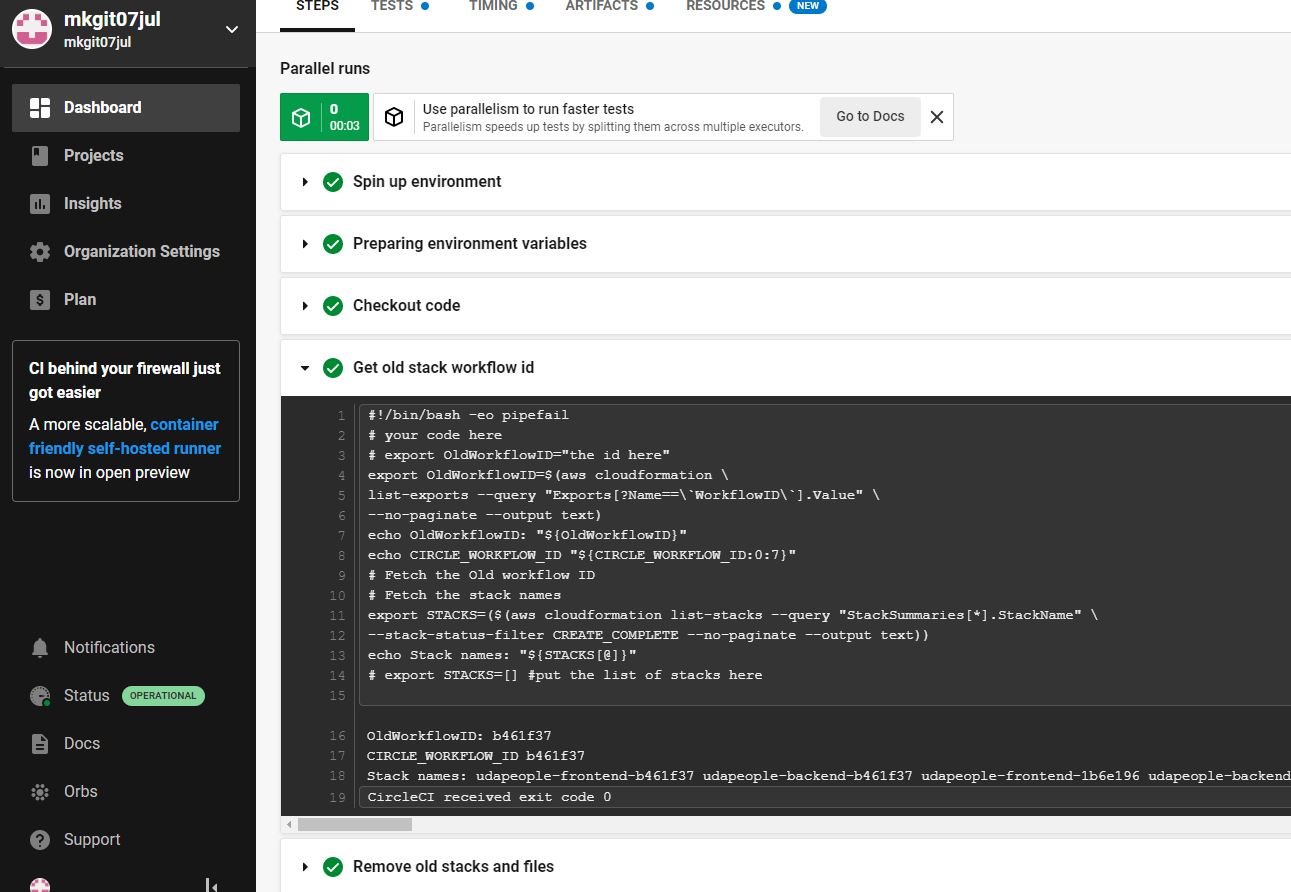 mkgit07jul
mkgit07jul
Dashboard
Projects
Insights
Organization Settings
Plan
CI behind your firewall just
got easier
A more scalable, container
friendly self-hosted runner
is now in open preview
Notifications
Status OPERATIONAL
Docs
Orbs
Support
STEPS TESTS TIMING ARTIFACTS RESOURCES NEW
Parallel runs
0
00:03
Use parallelism to run faster tests
Parallelism speeds up tests by splitting them across multiple executors.
Go to Docs
Spin up environment
Preparing environment variables
Checkout code
Get old stack workflow id
1 #!/bin/bash -eo pipefail
2 # your code here
3 # export OldWorkflowID="the id here"
4 export OldWorkflowID=$(aws cloudformation \
5 list-exports --query "Exports[?Name==\`WorkflowID\`].Value" \
6 --no-paginate --output text)
7 echo OldWorkflowID: "${OldWorkflowID}"
8 echo CIRCLE_WORKFLOW_ID "${CIRCLE_WORKFLOW_ID:0:7}"
9 # Fetch the Old workflow ID
10 # Fetch the stack names
11 export STACKS=($(aws cloudformation list-stacks --query "StackSummaries[*].StackName" \
12 --stack-status-filter CREATE_COMPLETE --no-paginate --output text))
13 echo Stack names: "${STACKS[@]}"
14 # export STACKS=[] #put the list of stacks here
15
16 OldWorkflowID: b461f37
17 CIRCLE_WORKFLOW_ID b461f37
18 Stack names: udapeople-frontend-b461f37 udapeople-backend-b461f37 udapeople-frontend-1b6e196 udapeople-backend
19 CircleCI received exit code 0
Remove old stacks and files